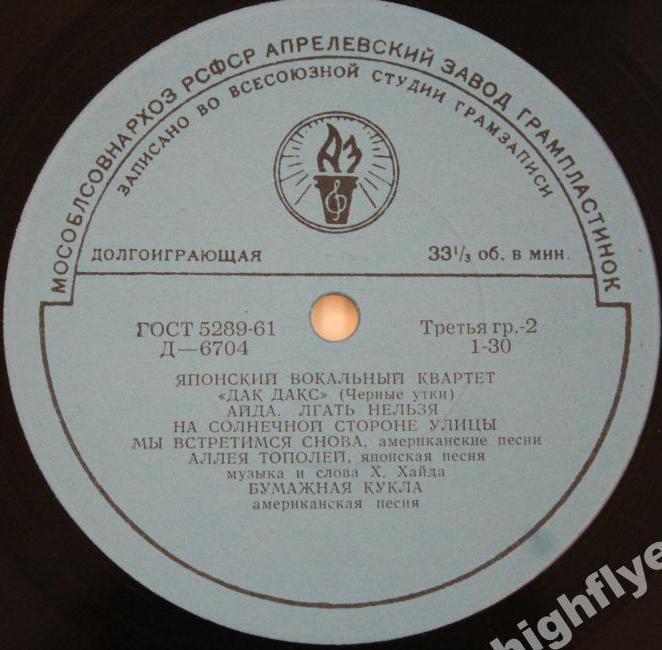 МОСОБЛСОВНАРХОЗ РСФСР АПРЕЛЕВСКИЙ ЗАВОД ГРАМПЛАСТИНОК
ЗАПИСАНО ВО ВСЕСОЮЗНОЙ СТУДИИ ГРАМЗАПИСИ
АЗ
ДОЛГОИГРАЮЩАЯ 33⅓ об. в мин.
ГОСТ 5289-61 Третья гр.-2
Д—6704 1-30
ЯПОНСКИЙ ВОКАЛЬНЫЙ КВАРТЕТ
«ДАК ДАКС» (Черные утки)
АЙДА. ЛГАТЬ НЕЛЬЗЯ
НА СОЛНЕЧНОЙ СТОРОНЕ УЛИЦЫ
МЫ ВСТРЕТИМСЯ СНОВА, американские песни
АЛЛЕЯ ТОПОЛЕЙ, японская песня
музыка и слова Х. Хайда
БУМАЖНАЯ КУКЛА
американская песня
highflye